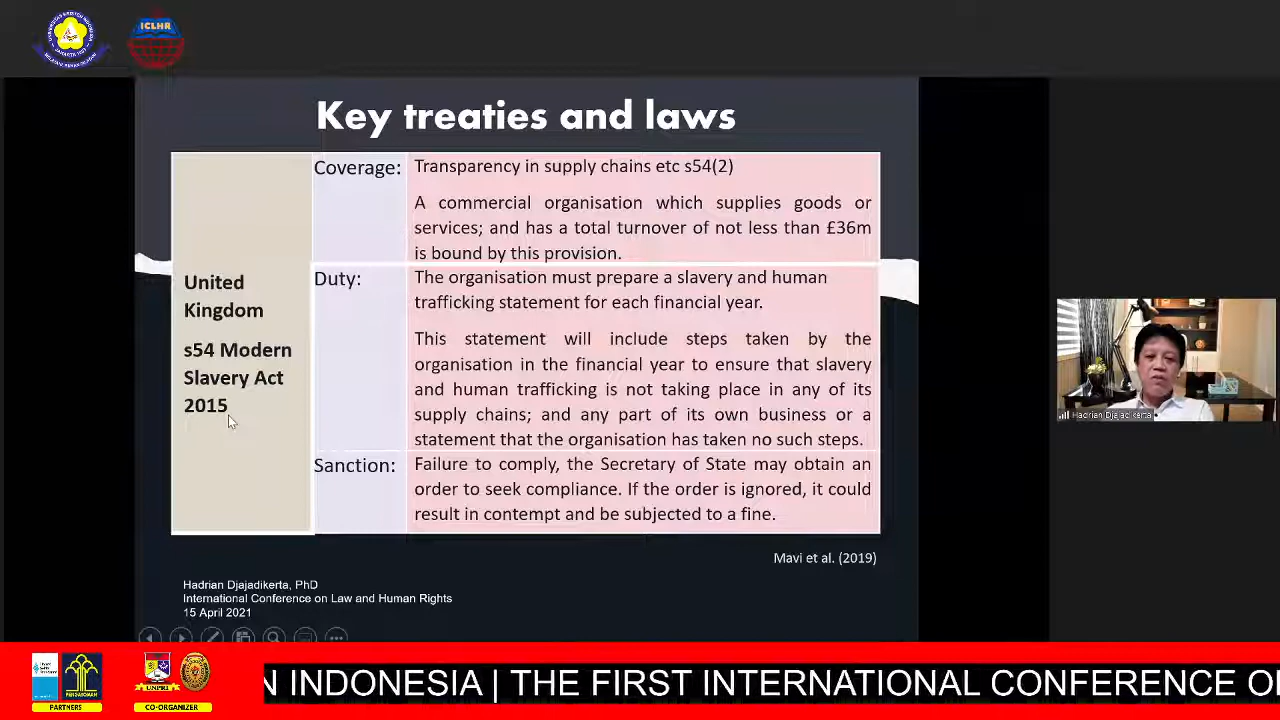 ICLHR
Key treaties and laws
United
Kingdom
s54 Modern
Slavery Act
2015
Coverage:
Transparency in supply chains etc s54(2)
A commercial organisation which supplies goods or
services; and has a total turnover of not less than £36m
is bound by this provision.
Duty:
The organisation must prepare a slavery and human
trafficking statement for each financial year.
This statement will include steps taken by the
organisation in the financial year to ensure that slavery
and human trafficking is not taking place in any of its
supply chains; and any part of its own business or a
statement that the organisation has taken no such steps.
Sanction:
Failure to comply, the Secretary of State may obtain an
order to seek compliance. If the order is ignored, it could
result in contempt and be subjected to a fine.
Mavi et al. (2019)
Hadrian Djajadikerta, PhD
International Conference on Law and Human Rights
15 April 2021
Hadrian Djajadikerta
PARTNERS
UNPRI
CO-ORGANIZER
N INDONESIA | THE FIRST INTERNATIONAL CONFERENCE O